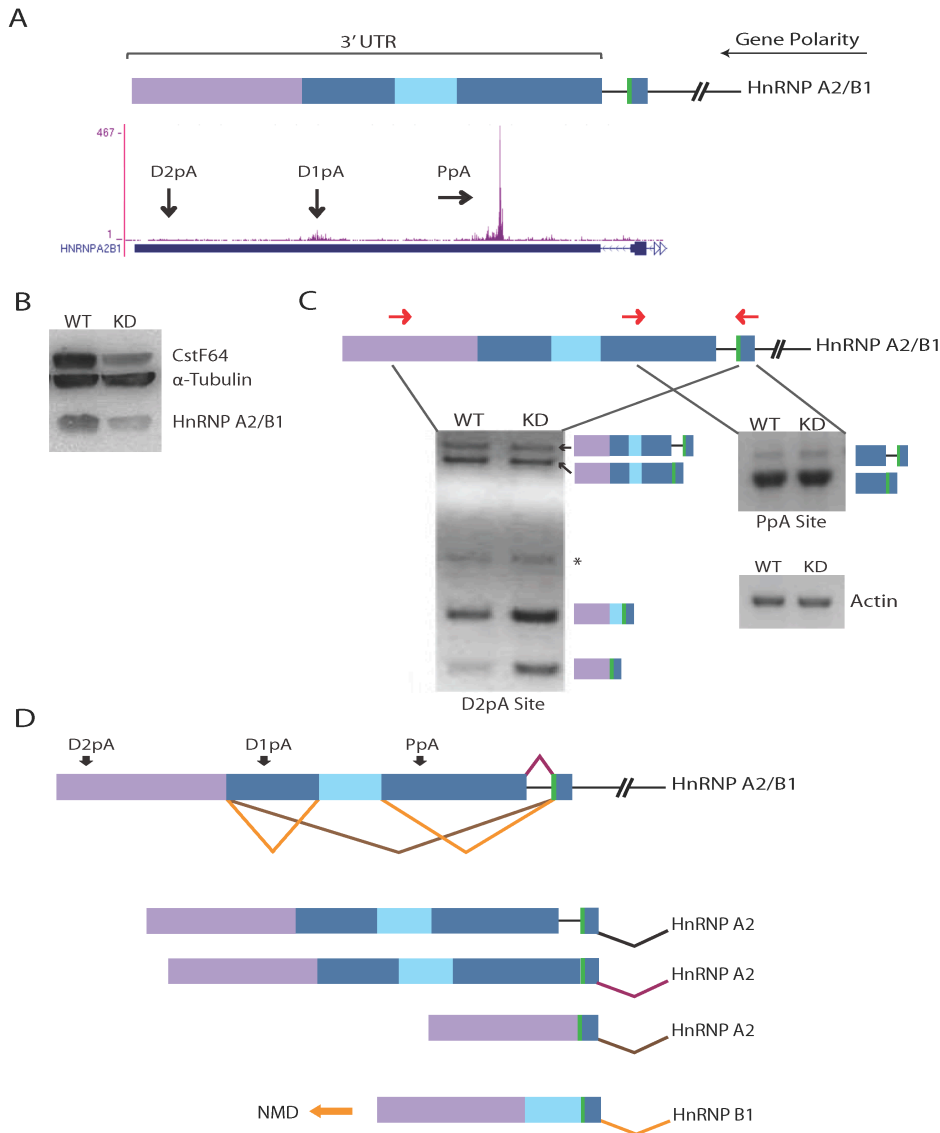 A
3' UTR
Gene Polarity
HnRNP A2/B1
467
D2pA
D1pA
PpA
1
HNRNPA2B1
B
WT KD
CstF64
α-Tubulin
HnRNP A2/B1
C
HnRNP A2/B1
WT KD
D2pA Site
*
WT KD
PpA Site
WT KD
Actin
D
D2pA
D1pA
PpA
HnRNP A2/B1
HnRNP A2
HnRNP A2
HnRNP A2
NMD
HnRNP B1